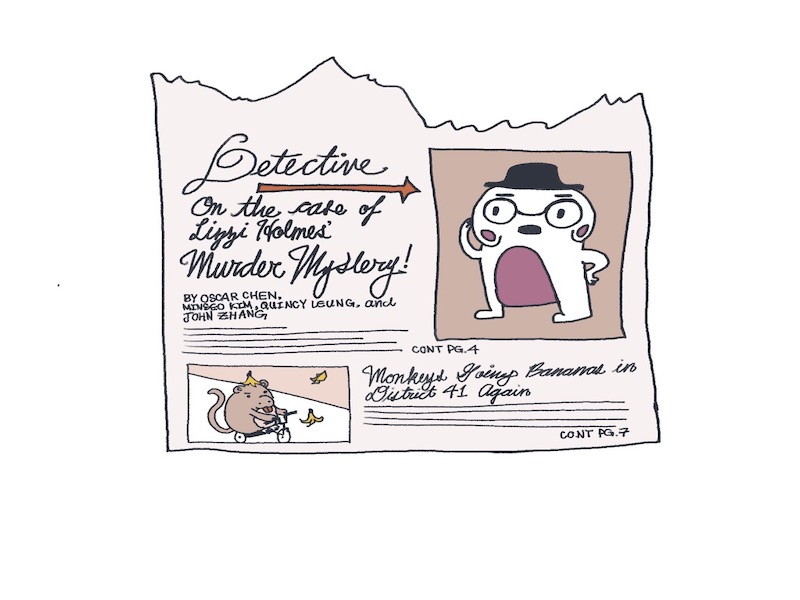 Detective
On the case of
Lizzi Holmes'
Murder Mystery!
BY OSCAR CHEN,
MINSEO KIM, QUINCY LEUNG, and
JOHN ZHANG
CONT PG. 4
Monkeys Going Bananas in
District 41 Again
CONT PG. 7